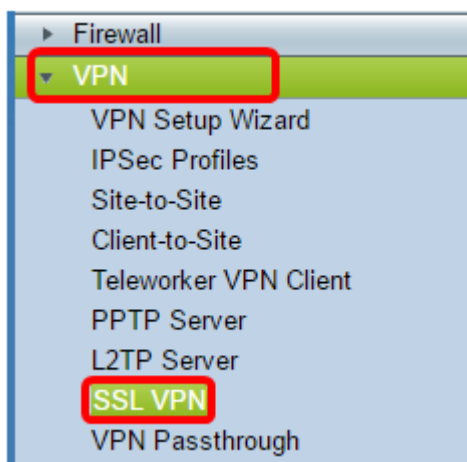 Firewall
VPN
VPN Setup Wizard
IPSec Profiles
Site-to-Site
Client-to-Site
Teleworker VPN Client
PPTP Server
L2TP Server
SSL VPN
VPN Passthrough